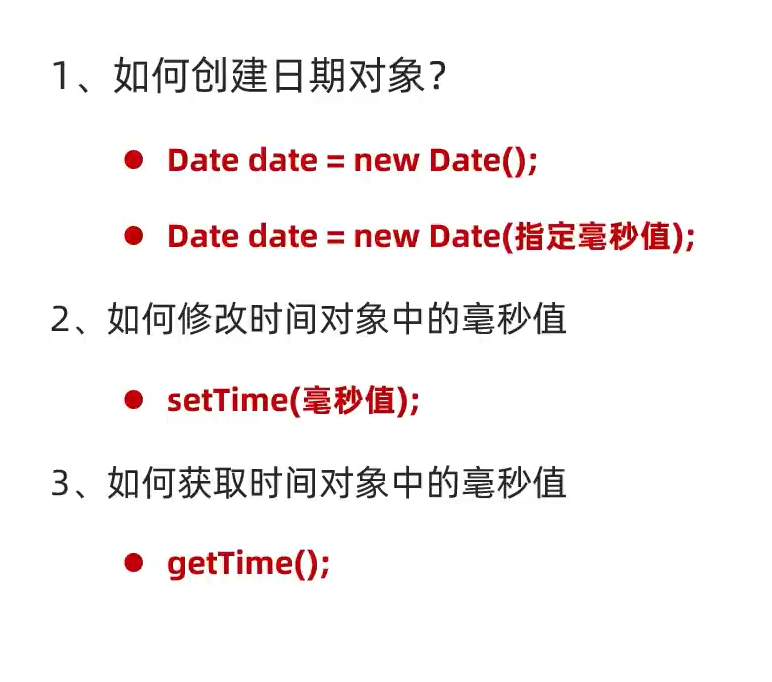 1、如何创建日期对象？
● Date date = new Date();
● Date date = new Date(指定毫秒值);
2、如何修改时间对象中的毫秒值
● setTime(毫秒值);
3、如何获取时间对象中的毫秒值
● getTime();